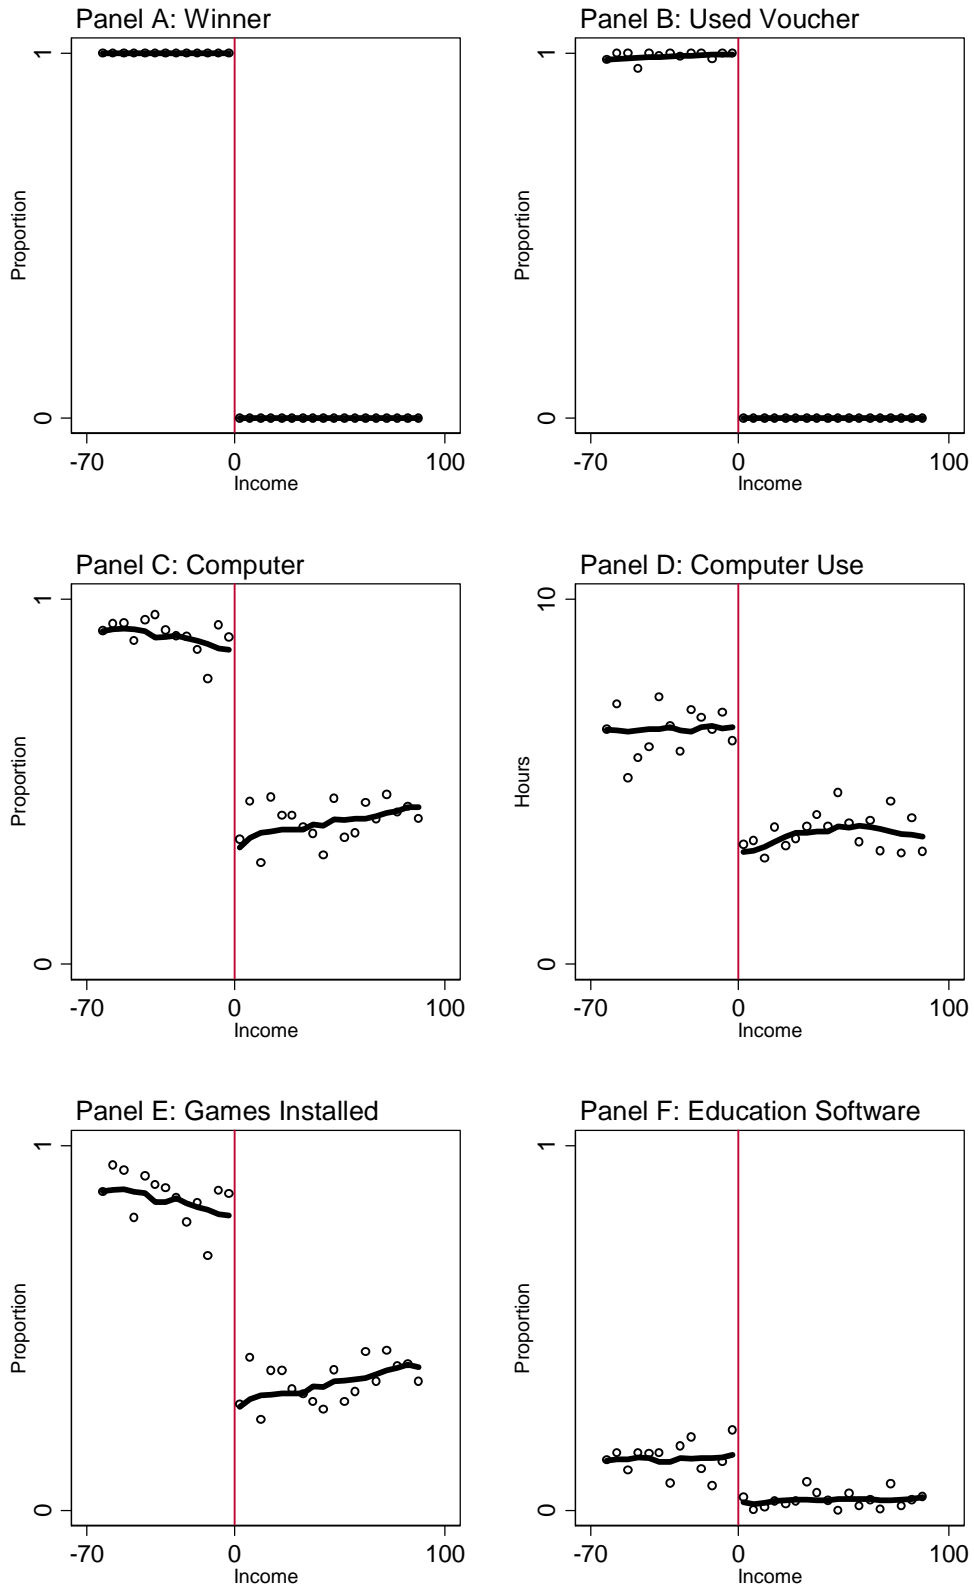 Panel A: Winner
Proportion
1
0
-70 0 100
Income
Panel B: Used Voucher
Proportion
1
0
-70 0 100
Income
Panel C: Computer
Proportion
1
0
-70 0 100
Income
Panel D: Computer Use
Hours
10
0
-70 0 100
Income
Panel E: Games Installed
Proportion
1
0
-70 0 100
Income
Panel F: Education Software
Proportion
1
0
-70 0 100
Income